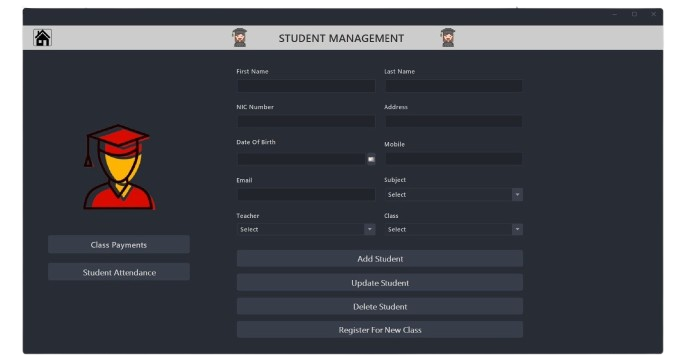 STUDENT MANAGEMENT
First Name
Last Name
NIC Number
Address
Date Of Birth
Mobile
Email
Subject
Select
Teacher
Class
Select
Select
Class Payments
Student Attendance
Add Student
Update Student
Delete Student
Register For New Class